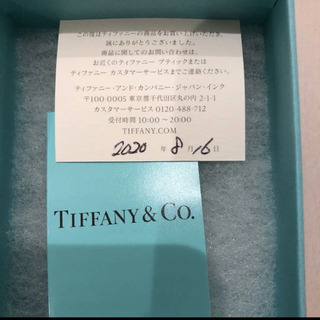 この度はティファニーの商品をお買い上げいただき、
誠にありがとうございました。
商品に関してのお問い合わせは、
お近くのティファニー ブティックまたは
ティファニー カスタマーサービスまでご連絡ください。
ティファニー・アンド・カンパニー・ジャパン・インク
〒100-0005 東京都千代田区丸の内 2-1-1
カスタマーサービス 0120-488-712
受付時間 10:00～20:00
TIFFANY.COM
2020 年 8 月 16 日
TIFFANY & CO.